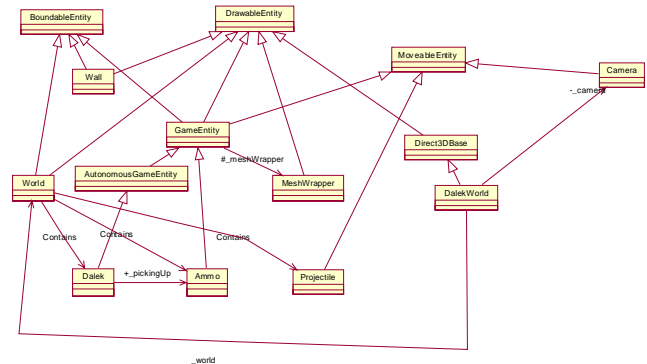 BoundableEntity
DrawableEntity
MoveableEntity
Camera
Wall
-_camera
GameEntity
Direct3DBase
#_meshWrapper
World
AutonomousGameEntity
MeshWrapper
DalekWorld
Contains
Contains
Contains
Dalek
+_pickingUp
Ammo
Projectile
_world